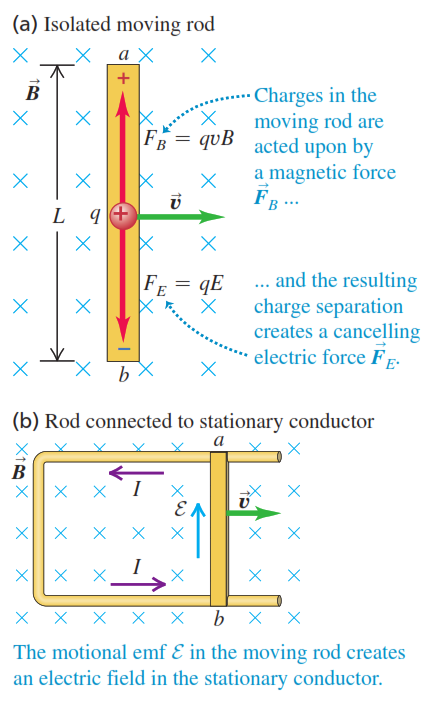 (a) Isolated moving rod
a
+
B⃗
F_B = qvB
Charges in the
moving rod are
acted upon by
a magnetic force
F⃗_B ...
L
q
+
v⃗
F_E = qE
... and the resulting
charge separation
creates a cancelling
electric force F⃗_E.
−
b
(b) Rod connected to stationary conductor
a
B⃗
I
ℰ
v⃗
I
b
The motional emf ℰ in the moving rod creates
an electric field in the stationary conductor.